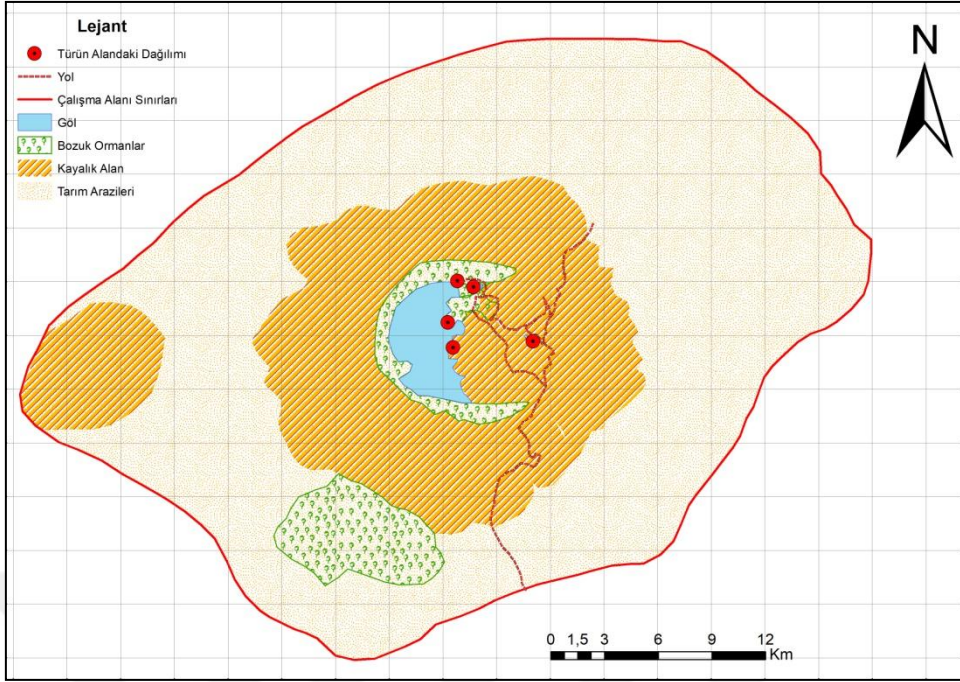 Lejant
Türün Alandaki Dağılımı
Yol
Çalışma Alanı Sınırları
Göl
Bozuk Ormanlar
Kayalık Alan
Tarım Arazileri
N
0 1,5 3 6 9 12
Km